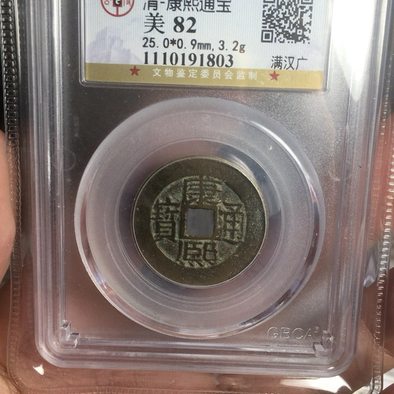 清-康熙通宝
美 82
25.0*0.9mm, 3.2g
1110191803
满汉广
★ 文物鉴定委员会监制 ★
康熙通寳
GBCA